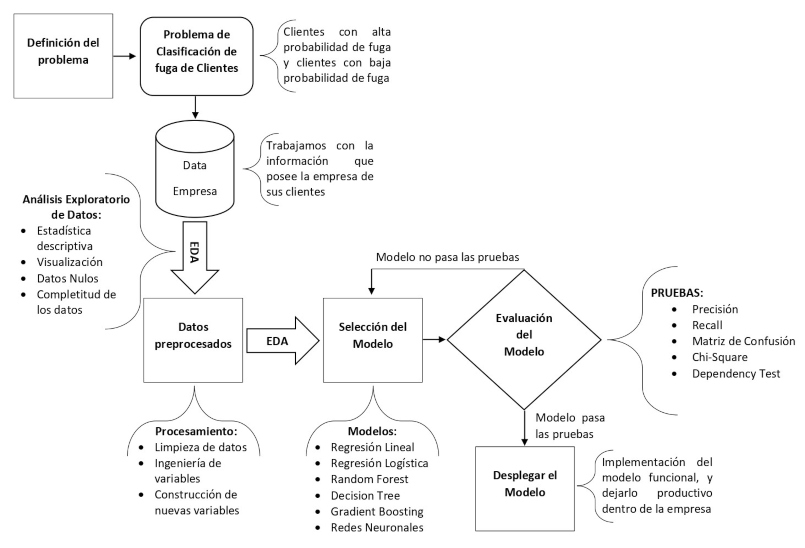 Definición del
problema
Problema de
Clasificación de
fuga de Clientes
Clientes con alta
probabilidad de fuga
y clientes con baja
probabilidad de fuga
Data
Empresa
Trabajamos con la
información que
posee la empresa de
sus clientes
Análisis Exploratorio
de Datos:
• Estadística
descriptiva
• Visualización
• Datos Nulos
• Completitud de
los datos
EDA
Datos
preprocesados
EDA
Selección del
Modelo
Modelo no pasa las pruebas
Evaluación
del
Modelo
PRUEBAS:
• Precisión
• Recall
• Matriz de Confusión
• Chi-Square
• Dependency Test
Procesamiento:
• Limpieza de datos
• Ingeniería de
variables
• Construcción de
nuevas variables
Modelos:
• Regresión Lineal
• Regresión Logística
• Random Forest
• Decision Tree
• Gradient Boosting
• Redes Neuronales
Modelo pasa
las pruebas
Desplegar el
Modelo
Implementación del
modelo funcional, y
dejarlo productivo
dentro de la empresa